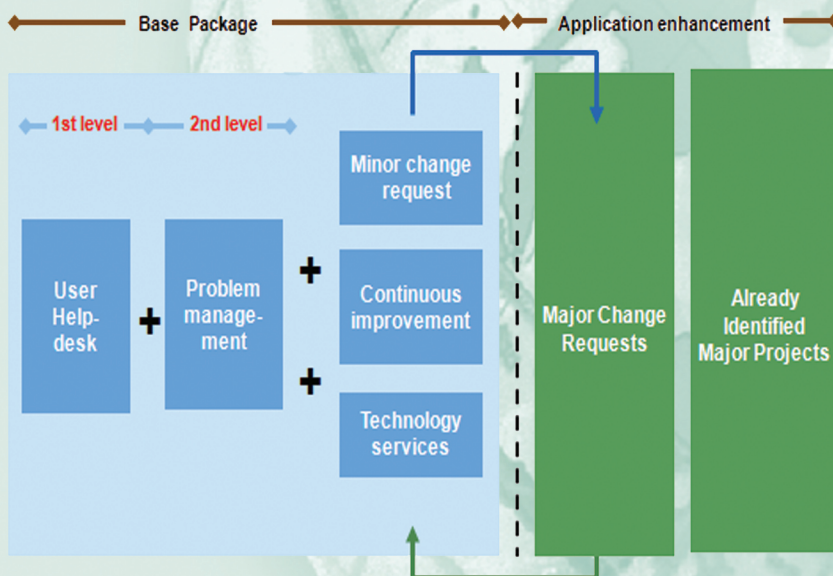 Base Package
Application enhancement
1st level
2nd level
User
Help-
desk
Problem
manage-
ment
Minor change
request
Continuous
improvement
Technology
services
Major Change
Requests
Already
Identified
Major Projects